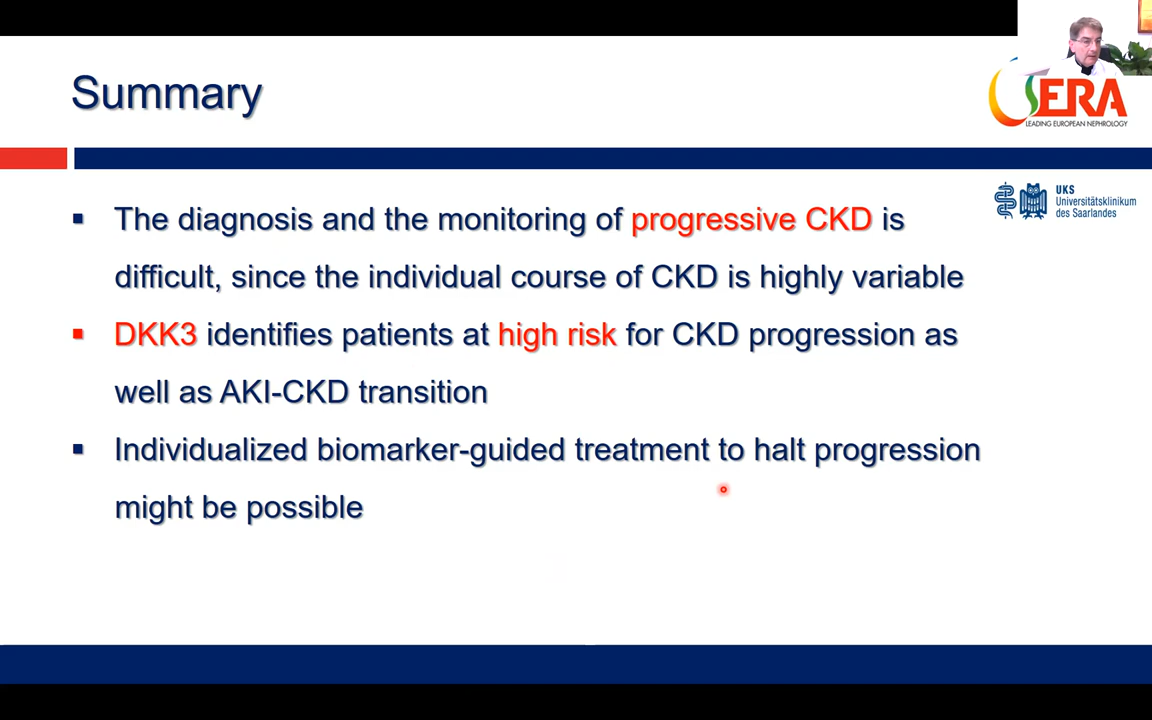 Summary
ERA
LEADING EUROPEAN NEPHROLOGY
UKS
Universitätsklinikum
des Saarlandes
▪ The diagnosis and the monitoring of progressive CKD is
difficult, since the individual course of CKD is highly variable
▪ DKK3 identifies patients at high risk for CKD progression as
well as AKI-CKD transition
▪ Individualized biomarker-guided treatment to halt progression
might be possible